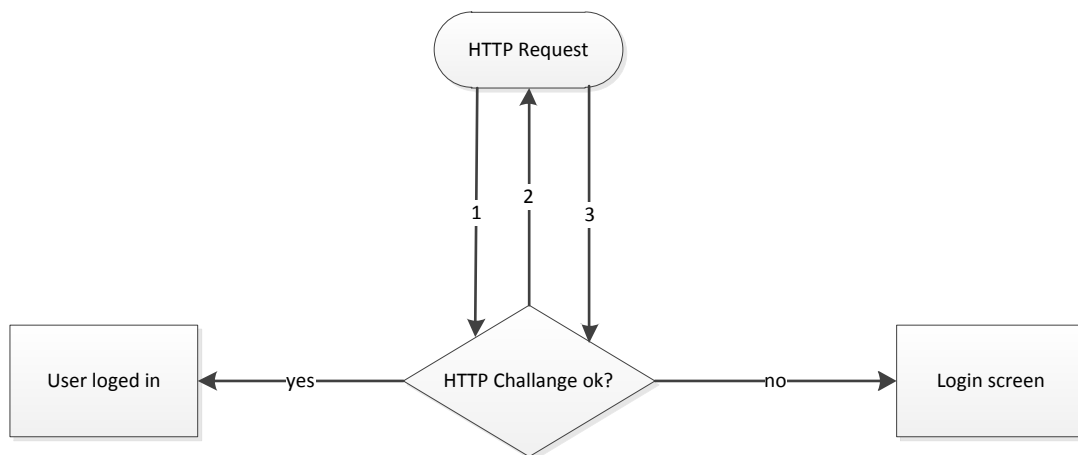 HTTP Request
1
2
3
User loged in
yes
HTTP Challange ok?
no
Login screen